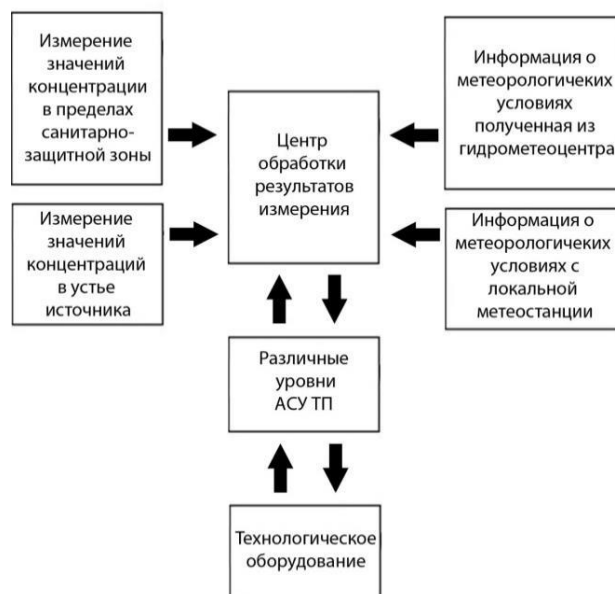 Измерение
значений
концентрации
в пределах
санитарно-
защитной зоны
Измерение
значений
концентраций
в устье
источника
Центр
обработки
результатов
измерения
Информация о
метеорологичеких
условиях
полученная из
гидрометеоцентра
Информация о
метеорологичеких
условиях с
локальной
метеостанции
Различные
уровни
АСУ ТП
Технологическое
оборудование